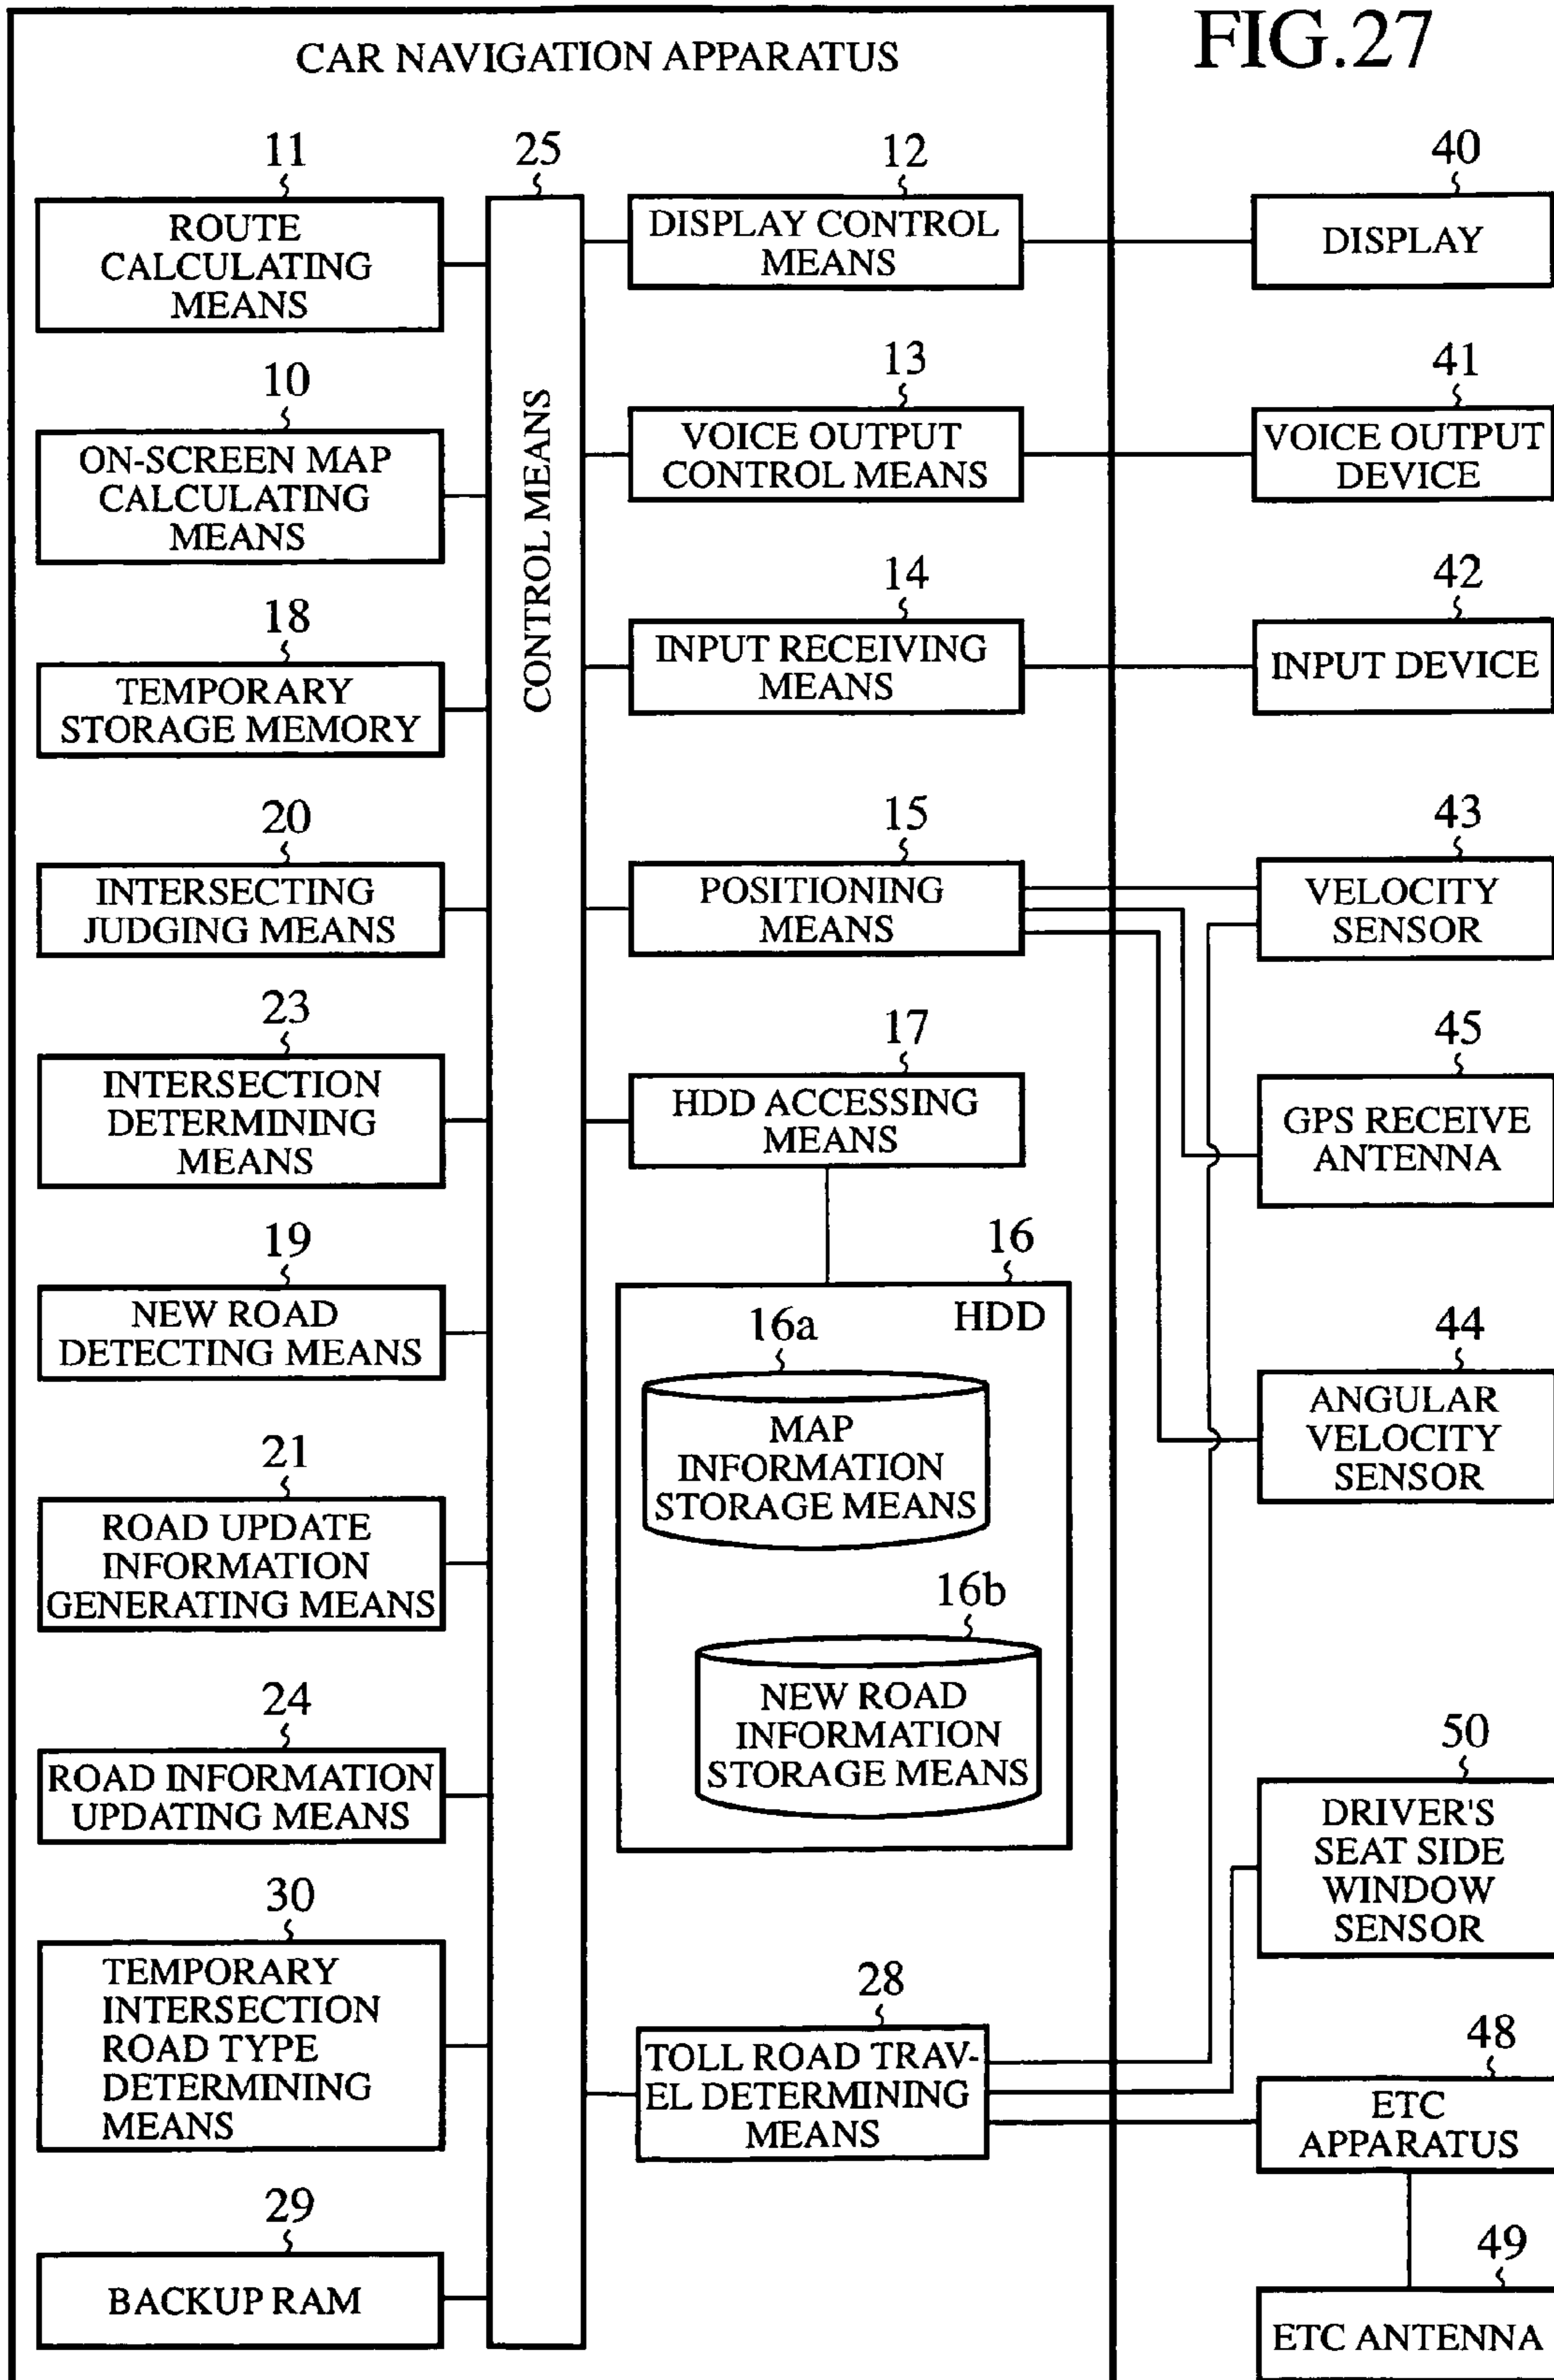 FIG.27
CAR NAVIGATION APPARATUS
11
ROUTE
CALCULATING
MEANS
10
ON-SCREEN MAP
CALCULATING
MEANS
18
TEMPORARY
STORAGE MEMORY
20
INTERSECTING
JUDGING MEANS
23
INTERSECTION
DETERMINING
MEANS
19
NEW ROAD
DETECTING MEANS
21
ROAD UPDATE
INFORMATION
GENERATING MEANS
24
ROAD INFORMATION
UPDATING MEANS
30
TEMPORARY
INTERSECTION
ROAD TYPE
DETERMINING
MEANS
29
BACKUP RAM
25
CONTROL MEANS
12
DISPLAY CONTROL
MEANS
13
VOICE OUTPUT
CONTROL MEANS
14
INPUT RECEIVING
MEANS
15
POSITIONING
MEANS
17
HDD ACCESSING
MEANS
16
HDD
16a
MAP
INFORMATION
STORAGE MEANS
16b
NEW ROAD
INFORMATION
STORAGE MEANS
28
TOLL ROAD TRAV-
EL DETERMINING
MEANS
40
DISPLAY
41
VOICE OUTPUT
DEVICE
42
INPUT DEVICE
43
VELOCITY
SENSOR
45
GPS RECEIVE
ANTENNA
44
ANGULAR
VELOCITY
SENSOR
50
DRIVER'S
SEAT SIDE
WINDOW
SENSOR
48
ETC
APPARATUS
49
ETC ANTENNA